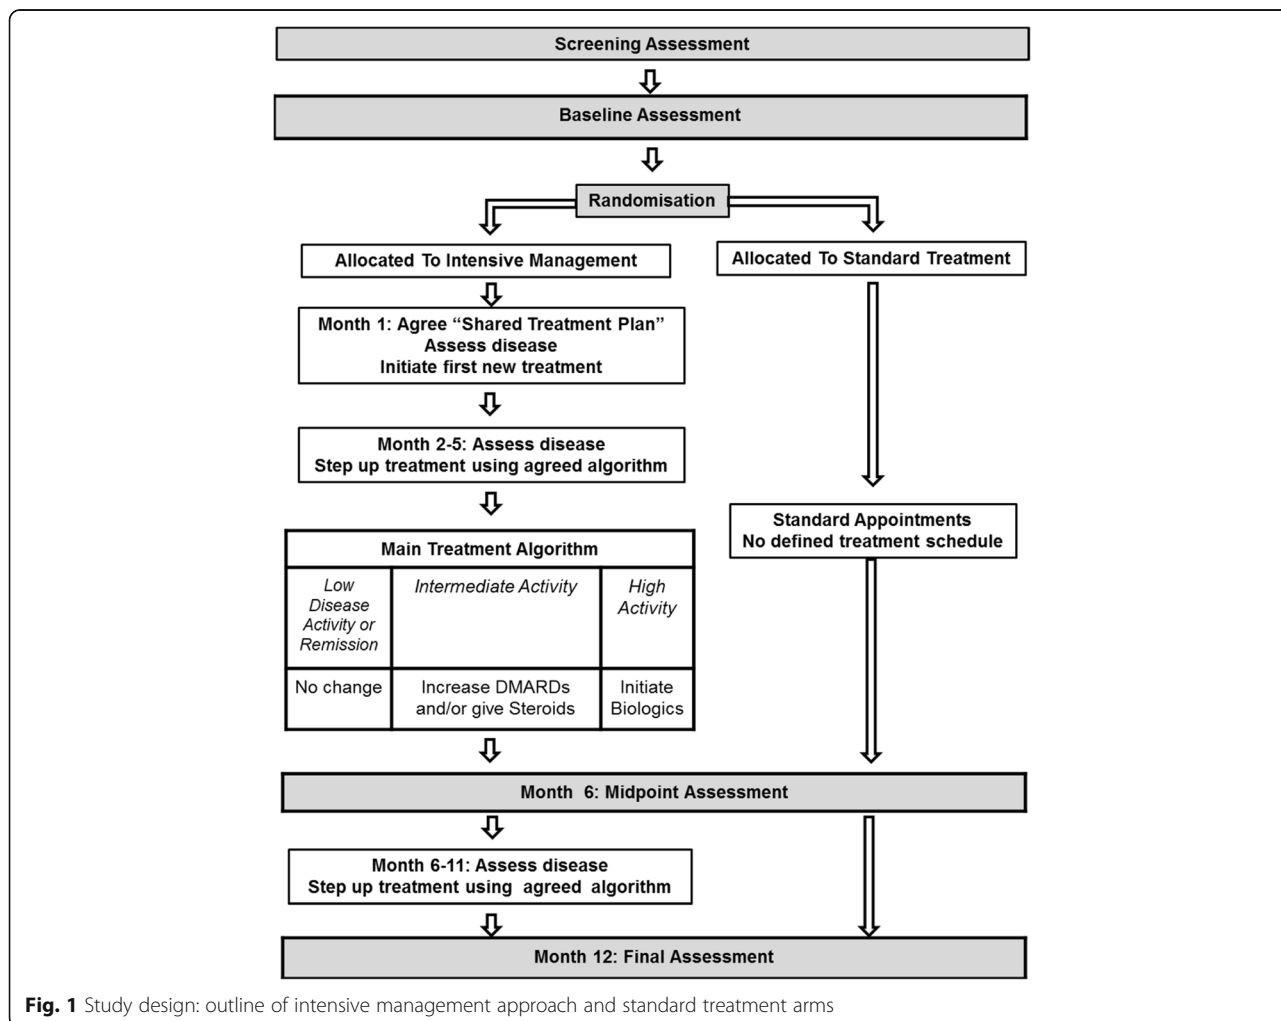 Screening Assessment
Baseline Assessment
Randomisation
Allocated To Intensive Management
Allocated To Standard Treatment
Month 1: Agree “Shared Treatment Plan”
Assess disease
Initiate first new treatment
Month 2-5: Assess disease
Step up treatment using agreed algorithm
Standard Appointments
No defined treatment schedule
Main Treatment Algorithm
Low
Disease
Activity or
Remission
Intermediate Activity
High
Activity
No change
Increase DMARDs
and/or give Steroids
Initiate
Biologics
Month 6: Midpoint Assessment
Month 6-11: Assess disease
Step up treatment using agreed algorithm
Month 12: Final Assessment
Fig. 1 Study design: outline of intensive management approach and standard treatment arms